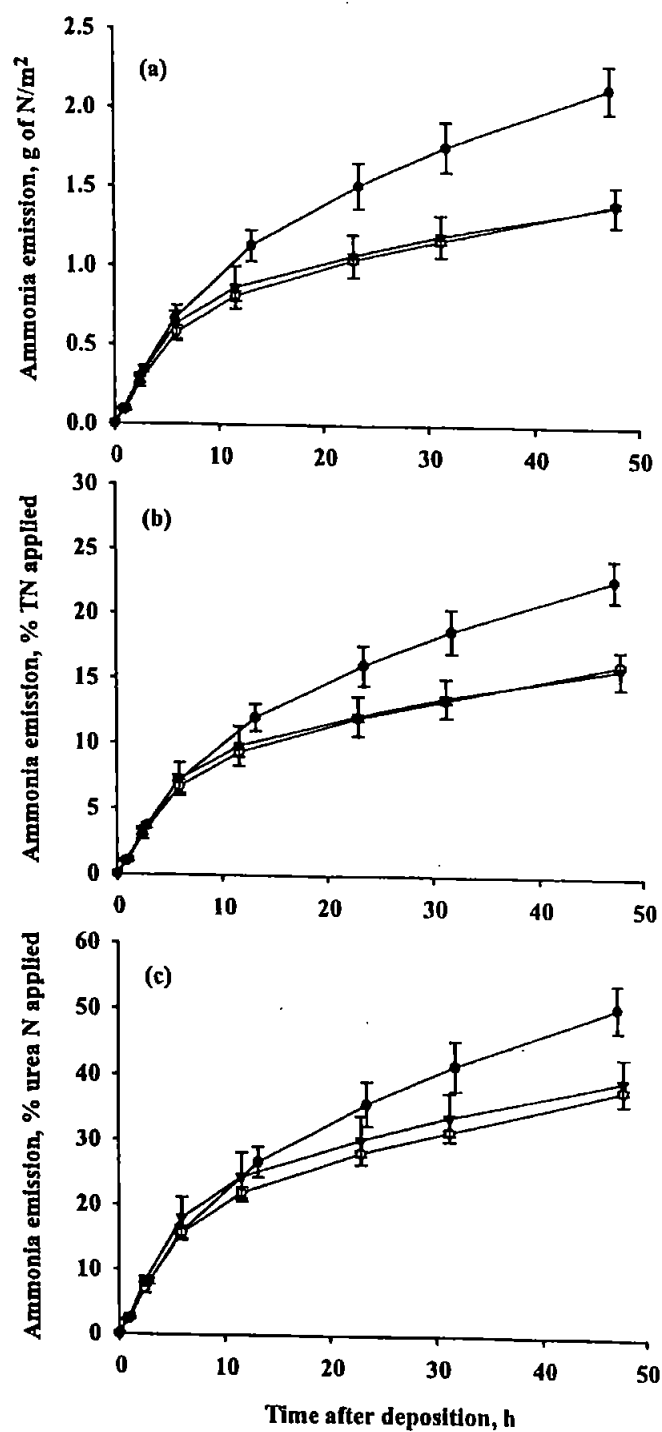 2.5
(a)
2.0
1.5
1.0
0.5
0.0
Ammonia emission, g of N/m²
0 10 20 30 40 50
30
(b)
25
20
15
10
5
0
Ammonia emission, % TN applied
0 10 20 30 40 50
60
(c)
50
40
30
20
10
0
Ammonia emission, % urea N applied
0 10 20 30 40 50
Time after deposition, h